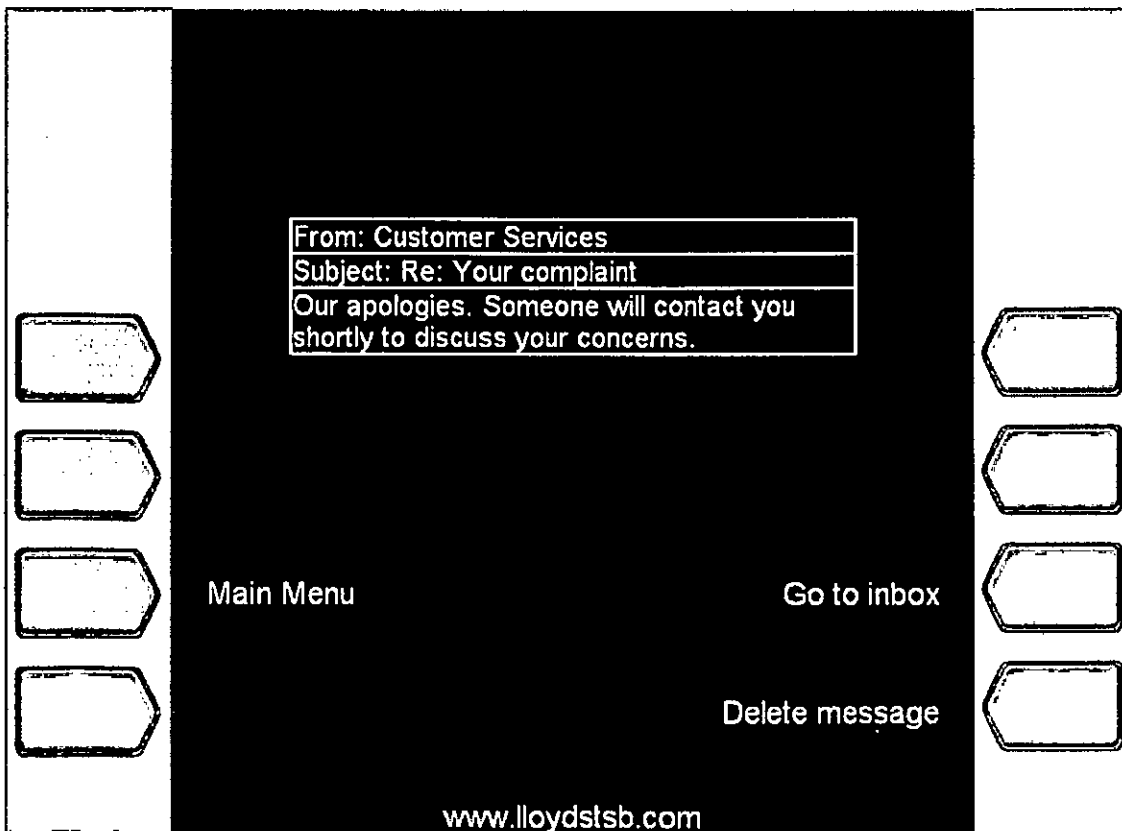 From: Customer Services
Subject: Re: Your complaint
Our apologies. Someone will contact you
shortly to discuss your concerns.
Main Menu
Go to inbox
Delete message
www.lloydstsb.com